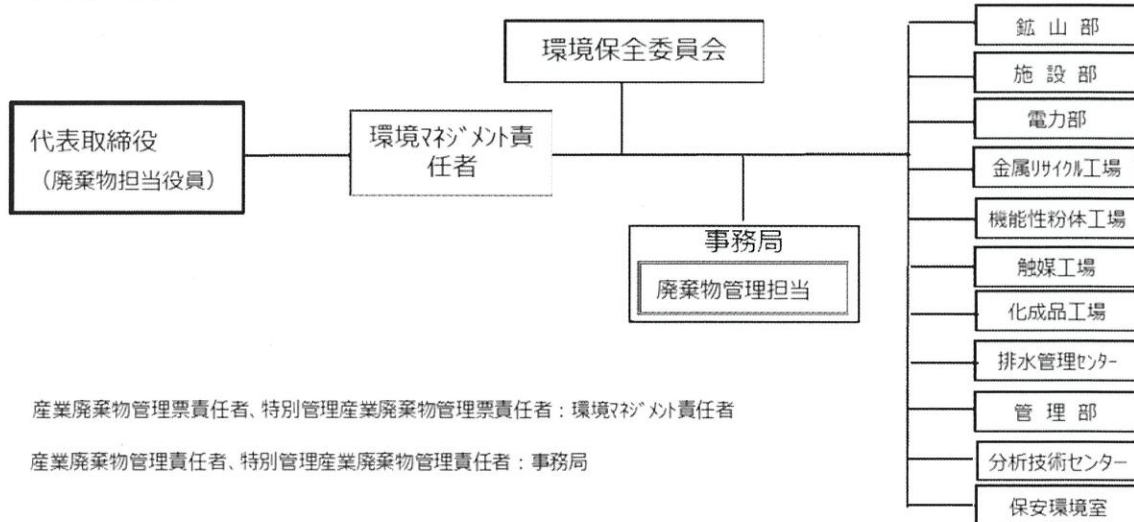 環境保全委員会
代表取締役
（廃棄物担当役員）
環境ﾏﾈｼﾞﾒﾝﾄ責
任者
事務局
廃棄物管理担当
鉱 山 部
施 設 部
電力部
金属ﾘｻｲｸﾙ工場
機能性粉体工場
触媒工場
化成品工場
排水管理ｾﾝﾀｰ
管 理 部
分析技術センター
保安環境室
産業廃棄物管理票責任者、特別管理産業廃棄物管理票責任者：環境ﾏﾈｼﾞﾒﾝﾄ責任者
産業廃棄物管理責任者、特別管理産業廃棄物管理責任者：事務局